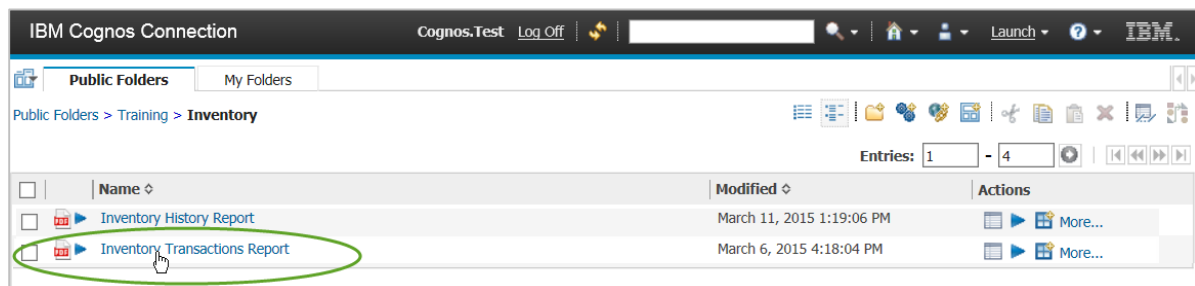 IBM Cognos Connection Cognos.Test Log Off Launch ? IBM.
Public Folders My Folders
Public Folders > Training > Inventory
Entries: 1 - 4
Name Modified Actions
PDF Inventory History Report March 11, 2015 1:19:06 PM More...
PDF Inventory Transactions Report March 6, 2015 4:18:04 PM More...